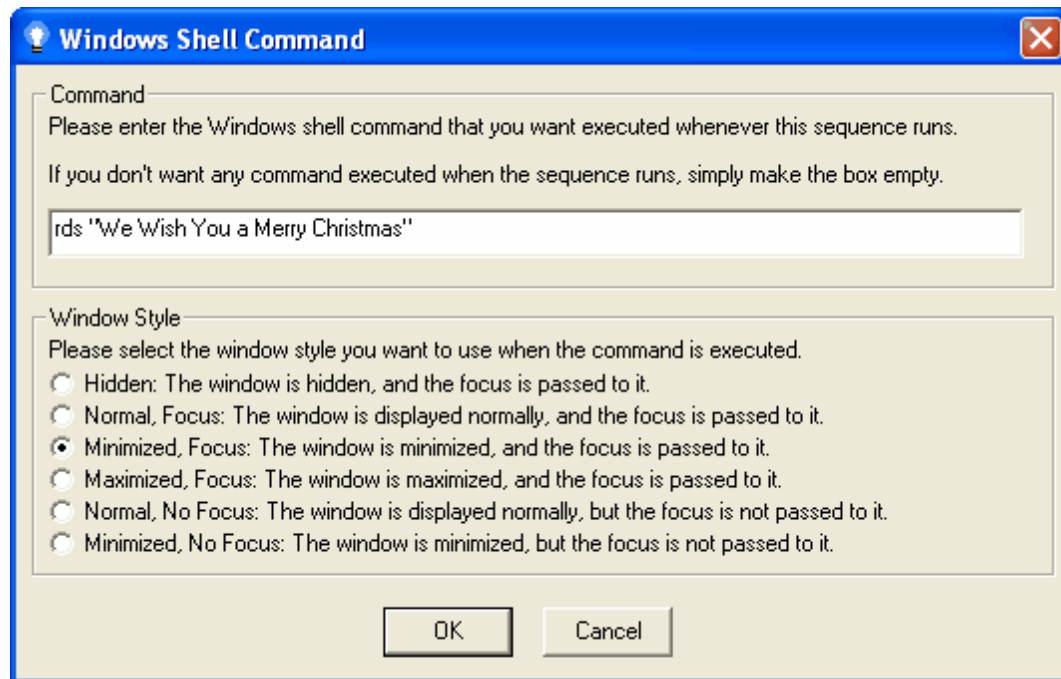 Windows Shell Command
Command
Please enter the Windows shell command that you want executed whenever this sequence runs.
If you don't want any command executed when the sequence runs, simply make the box empty.
rds "We Wish You a Merry Christmas"
Window Style
Please select the window style you want to use when the command is executed.
Hidden: The window is hidden, and the focus is passed to it.
Normal, Focus: The window is displayed normally, and the focus is passed to it.
Minimized, Focus: The window is minimized, and the focus is passed to it.
Maximized, Focus: The window is maximized, and the focus is passed to it.
Normal, No Focus: The window is displayed normally, but the focus is not passed to it.
Minimized, No Focus: The window is minimized, but the focus is not passed to it.
OK Cancel